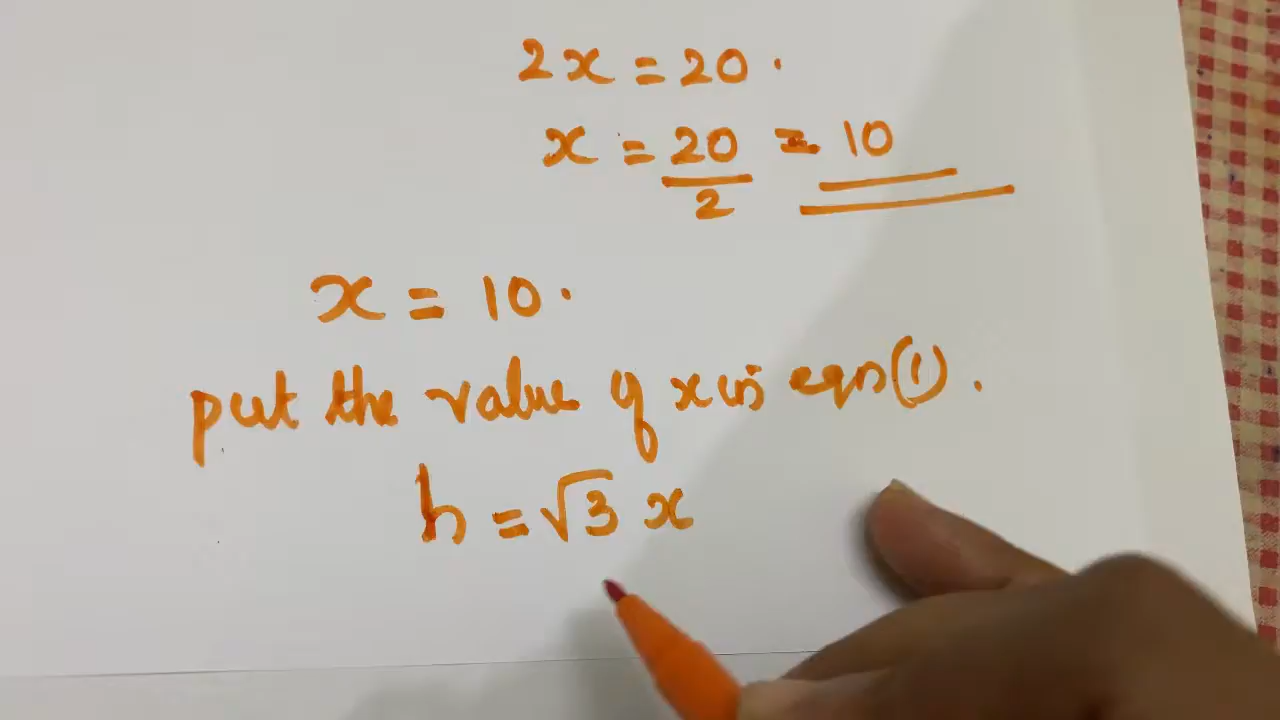 2x = 20.
x = 20/2 = 10
x = 10.
put the value of x in eqn (1).
h = √3 x